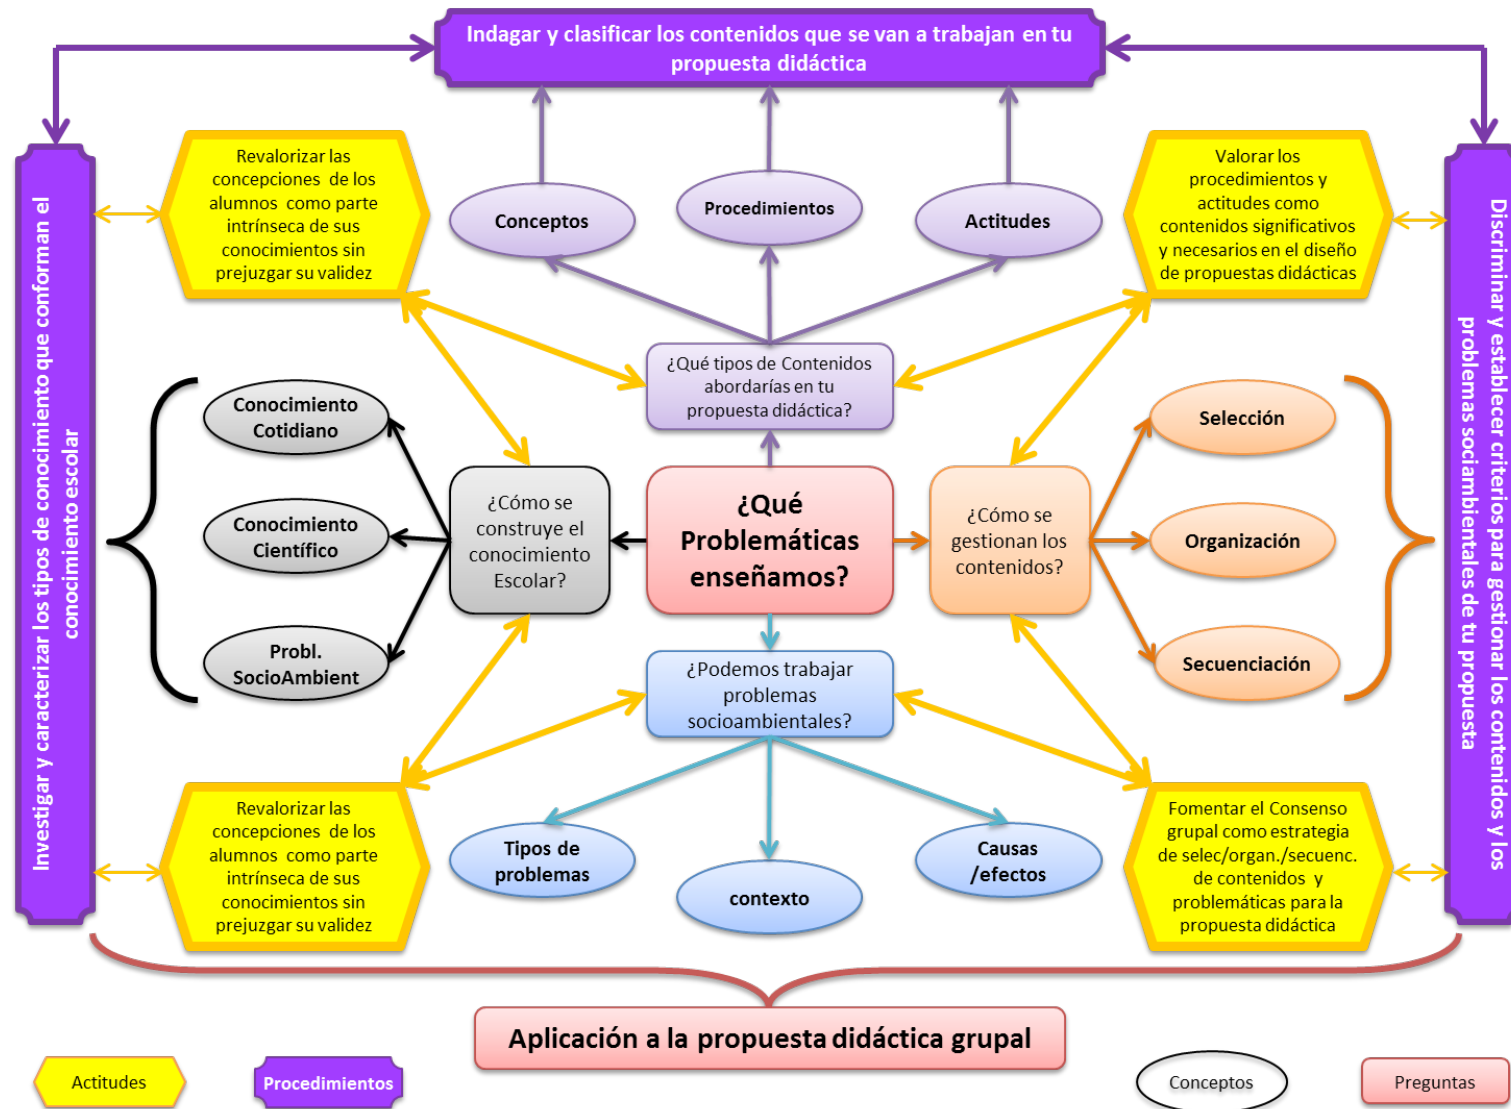 Indagar y clasificar los contenidos que se van a trabajan en tu
propuesta didáctica
Investigar y caracterizar los tipos de conocimiento que conforman el
conocimiento escolar
Revalorizar las
concepciones de los
alumnos como parte
intrínseca de sus
conocimientos sin
prejuzgar su validez
Conceptos
Procedimientos
Actitudes
Valorar los
procedimientos y
actitudes como
contenidos significativos
y necesarios en el diseño
de propuestas didácticas
Discriminar y establecer criterios para gestionar los contenidos y los
problemas sociambientales de tu propuesta
¿Qué tipos de Contenidos
abordarías en tu
propuesta didáctica?
Conocimiento
Cotidiano
Conocimiento
Científico
Probl.
SocioAmbient
¿Cómo se
construye el
conocimiento
Escolar?
¿Qué
Problemáticas
enseñamos?
¿Cómo se
gestionan los
contenidos?
Selección
Organización
Secuenciación
¿Podemos trabajar
problemas
socioambientales?
Revalorizar las
concepciones de los
alumnos como parte
intrínseca de sus
conocimientos sin
prejuzgar su validez
Tipos de
problemas
contexto
Causas
/efectos
Fomentar el Consenso
grupal como estrategia
de selec/organ./secuenc.
de contenidos y
problemáticas para la
propuesta didáctica
Aplicación a la propuesta didáctica grupal
Actitudes
Procedimientos
Conceptos
Preguntas